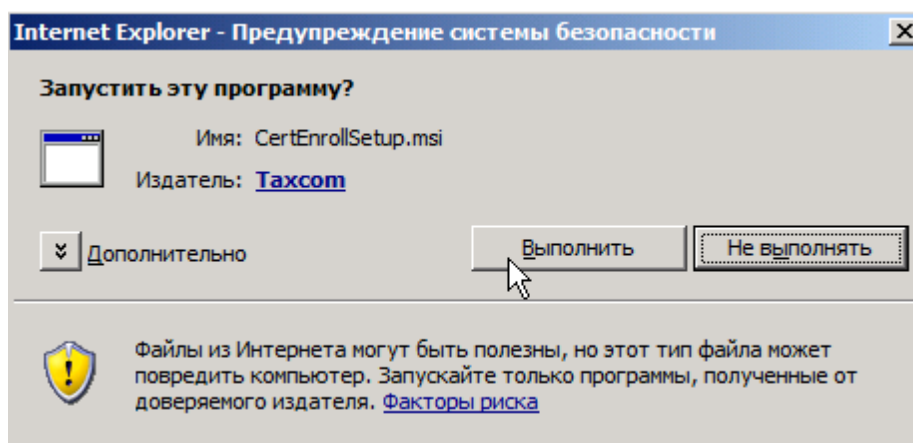 Internet Explorer - Предупреждение системы безопасности
Запустить эту программу?
Имя: CertEnrollSetup.msi
Издатель: Taxcom
Дополнительно
Выполнить
Не выполнять
Файлы из Интернета могут быть полезны, но этот тип файла может
повредить компьютер. Запускайте только программы, полученные от
доверяемого издателя. Факторы риска